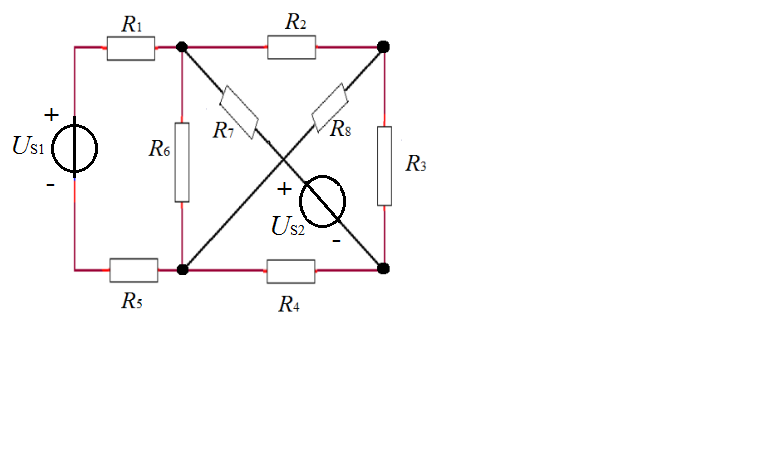 R1
R2
+
US1
-
R6
R7
R8
R3
+
US2
-
R5
R4